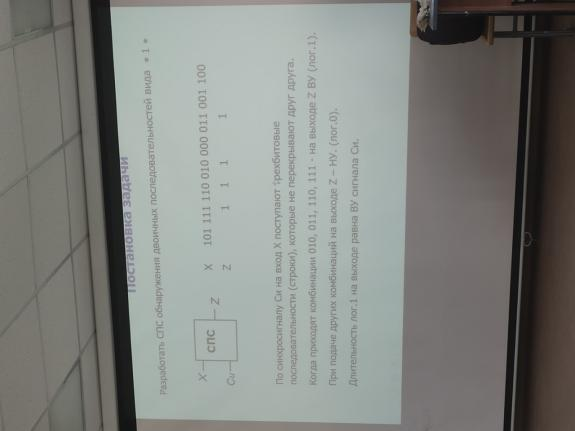 Постановка задачи
Разработать СПС обнаружения двоичных последовательностей вида * 1 *
X
Си
СПС
Z
X 101 111 110 010 000 011 001 100
Z 1 1 1 1
По синхросигналу Си на вход X поступают трехбитовые
последовательности (строки), которые не перекрывают друг друга.
Когда приходят комбинации 010, 011, 110, 111 - на выходе Z ВУ (лог.1).
При подаче других комбинаций на выходе Z – НУ. (лог.0).
Длительность лог.1 на выходе равна ВУ сигнала Си.